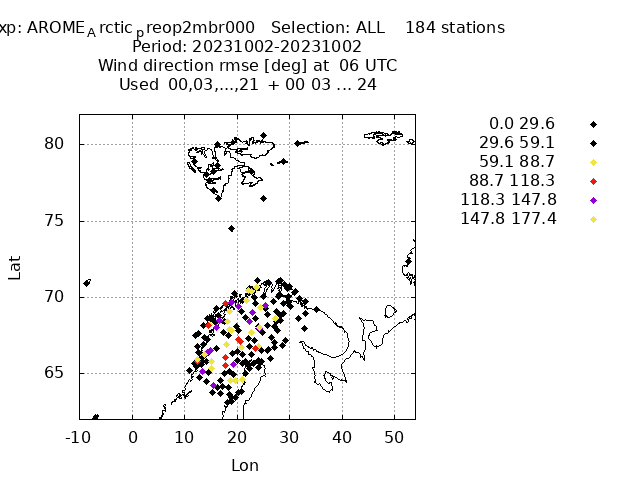 xp: AROME_Arctic_preop2mbr000   Selection: ALL    184 stations
Period: 20231002-20231002
Wind direction rmse [deg] at  06 UTC
Used  00,03,...,21  + 00 03 ... 24
0.0 29.6
29.6 59.1
59.1 88.7
88.7 118.3
118.3 147.8
147.8 177.4
80
75
70
65
Lat
-10 0 10 20 30 40 50
Lon